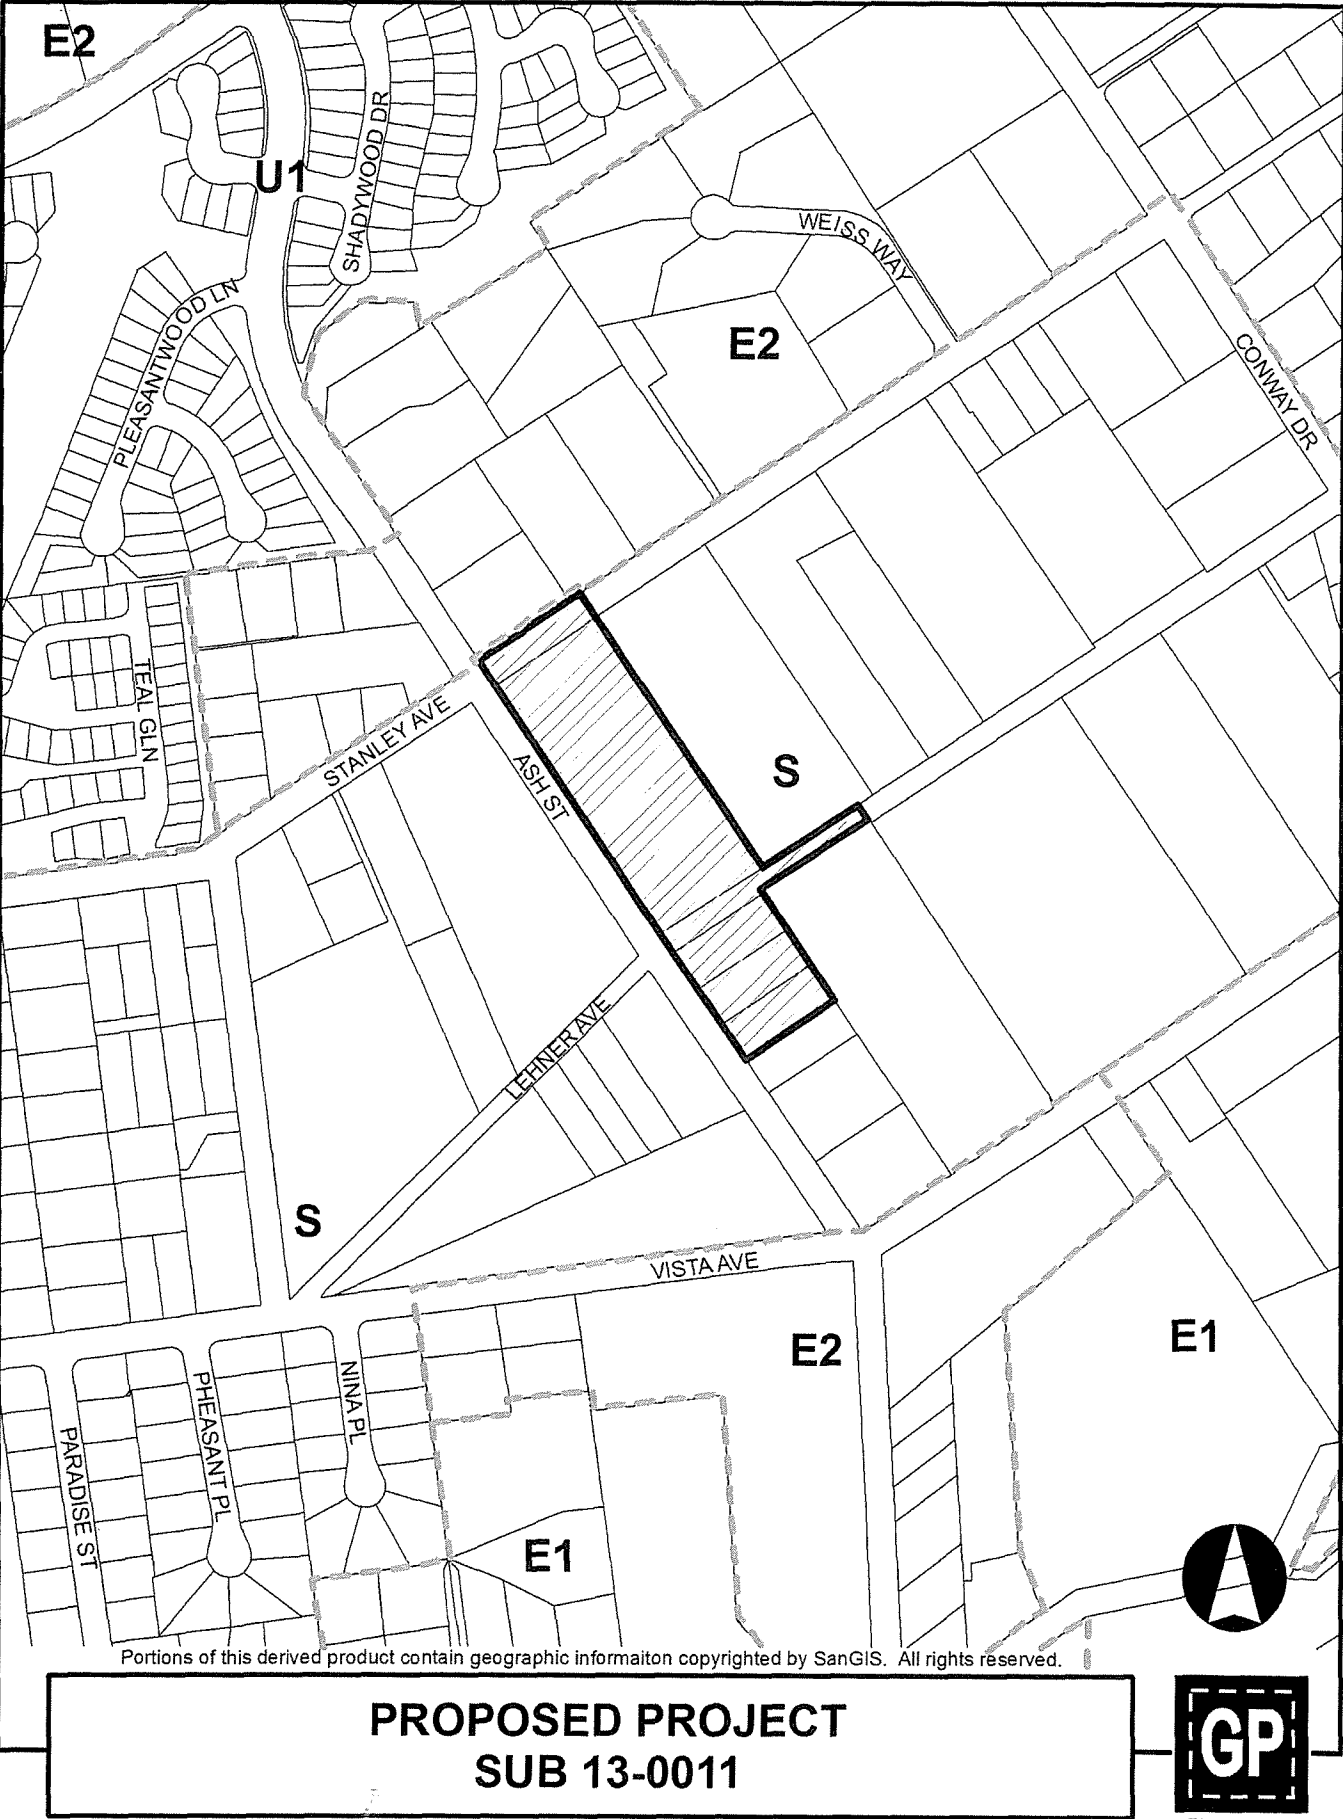 E2
U1
SHADYWOOD DR
WEISS WAY
PLEASANTWOOD LN
E2
CONWAY DR
TEAL GLN
STANLEY AVE
ASH ST
S
LEHNER AVE
S
VISTA AVE
E2
E1
NINA PL
PHEASANT PL
PARADISE ST
E1
Portions of this derived product contain geographic informaiton copyrighted by SanGIS. All rights reserved.
PROPOSED PROJECT
SUB 13-0011
GP